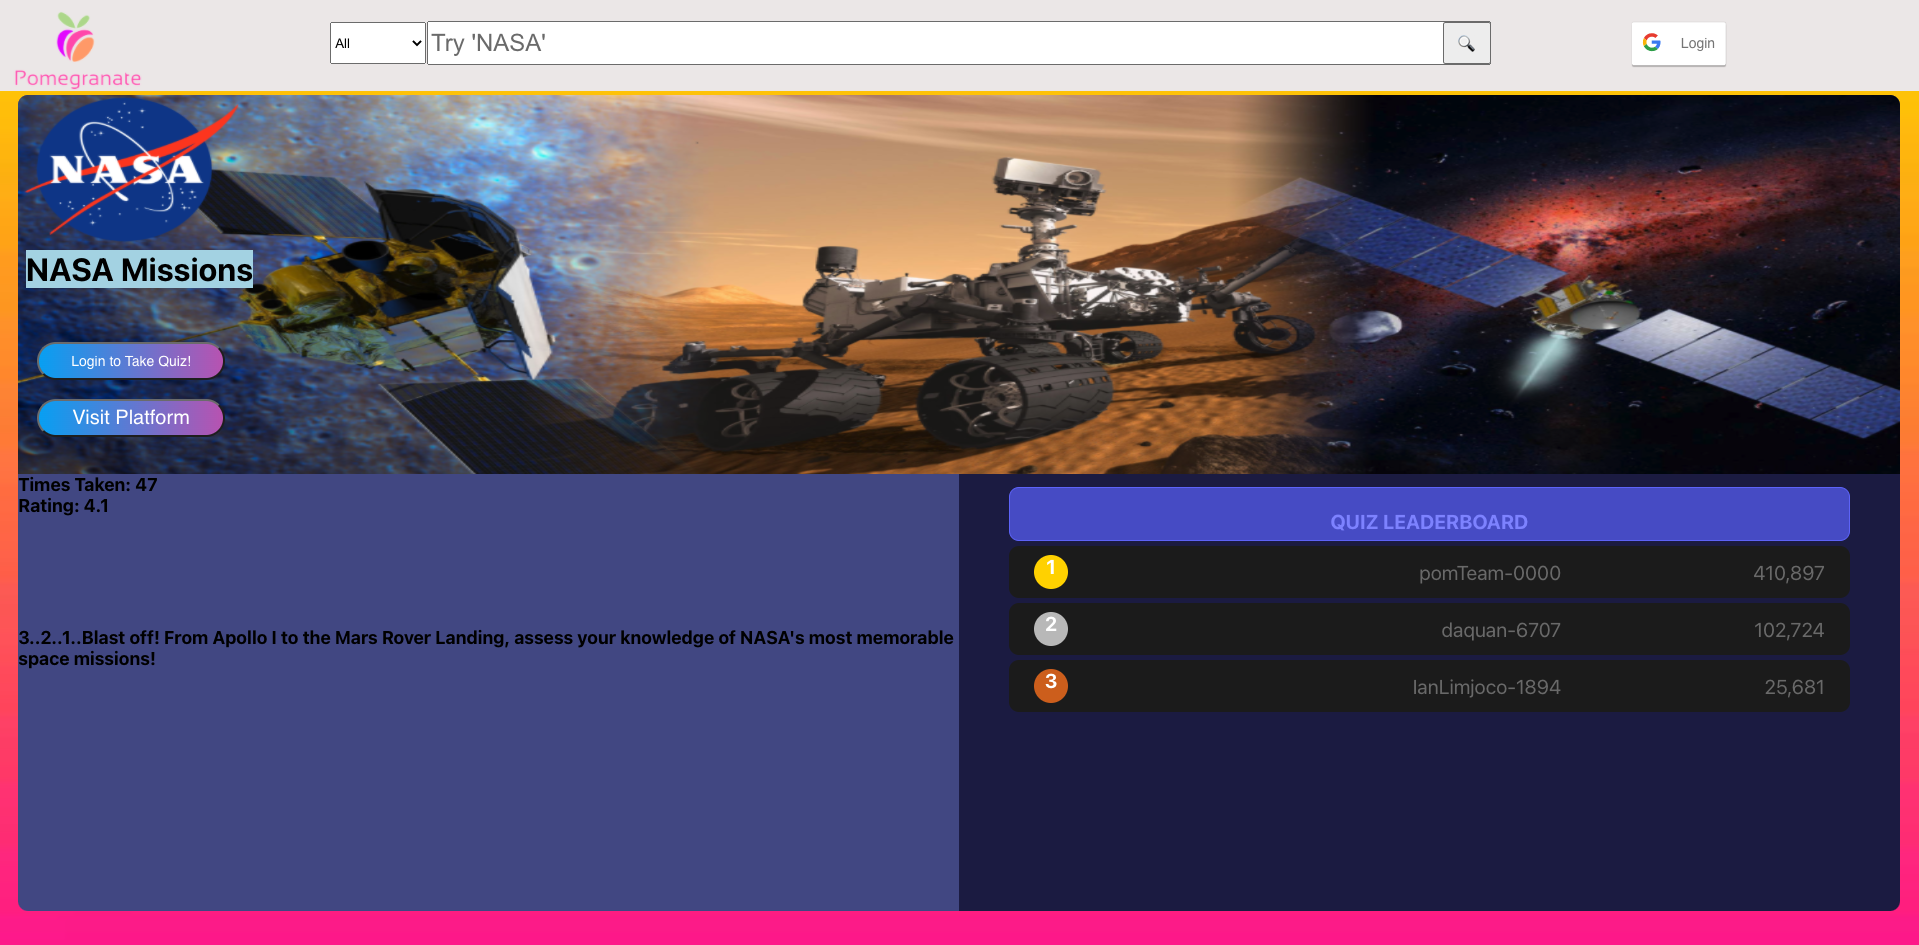 Pomegranate
All
Try 'NASA'
Login
NASA
NASA Missions
Login to Take Quiz!
Visit Platform
Times Taken: 47
Rating: 4.1
3..2..1..Blast off! From Apollo I to the Mars Rover Landing, assess your knowledge of NASA's most memorable
space missions!
QUIZ LEADERBOARD
1 pomTeam-0000 410,897
2 daquan-6707 102,724
3 IanLimjoco-1894 25,681